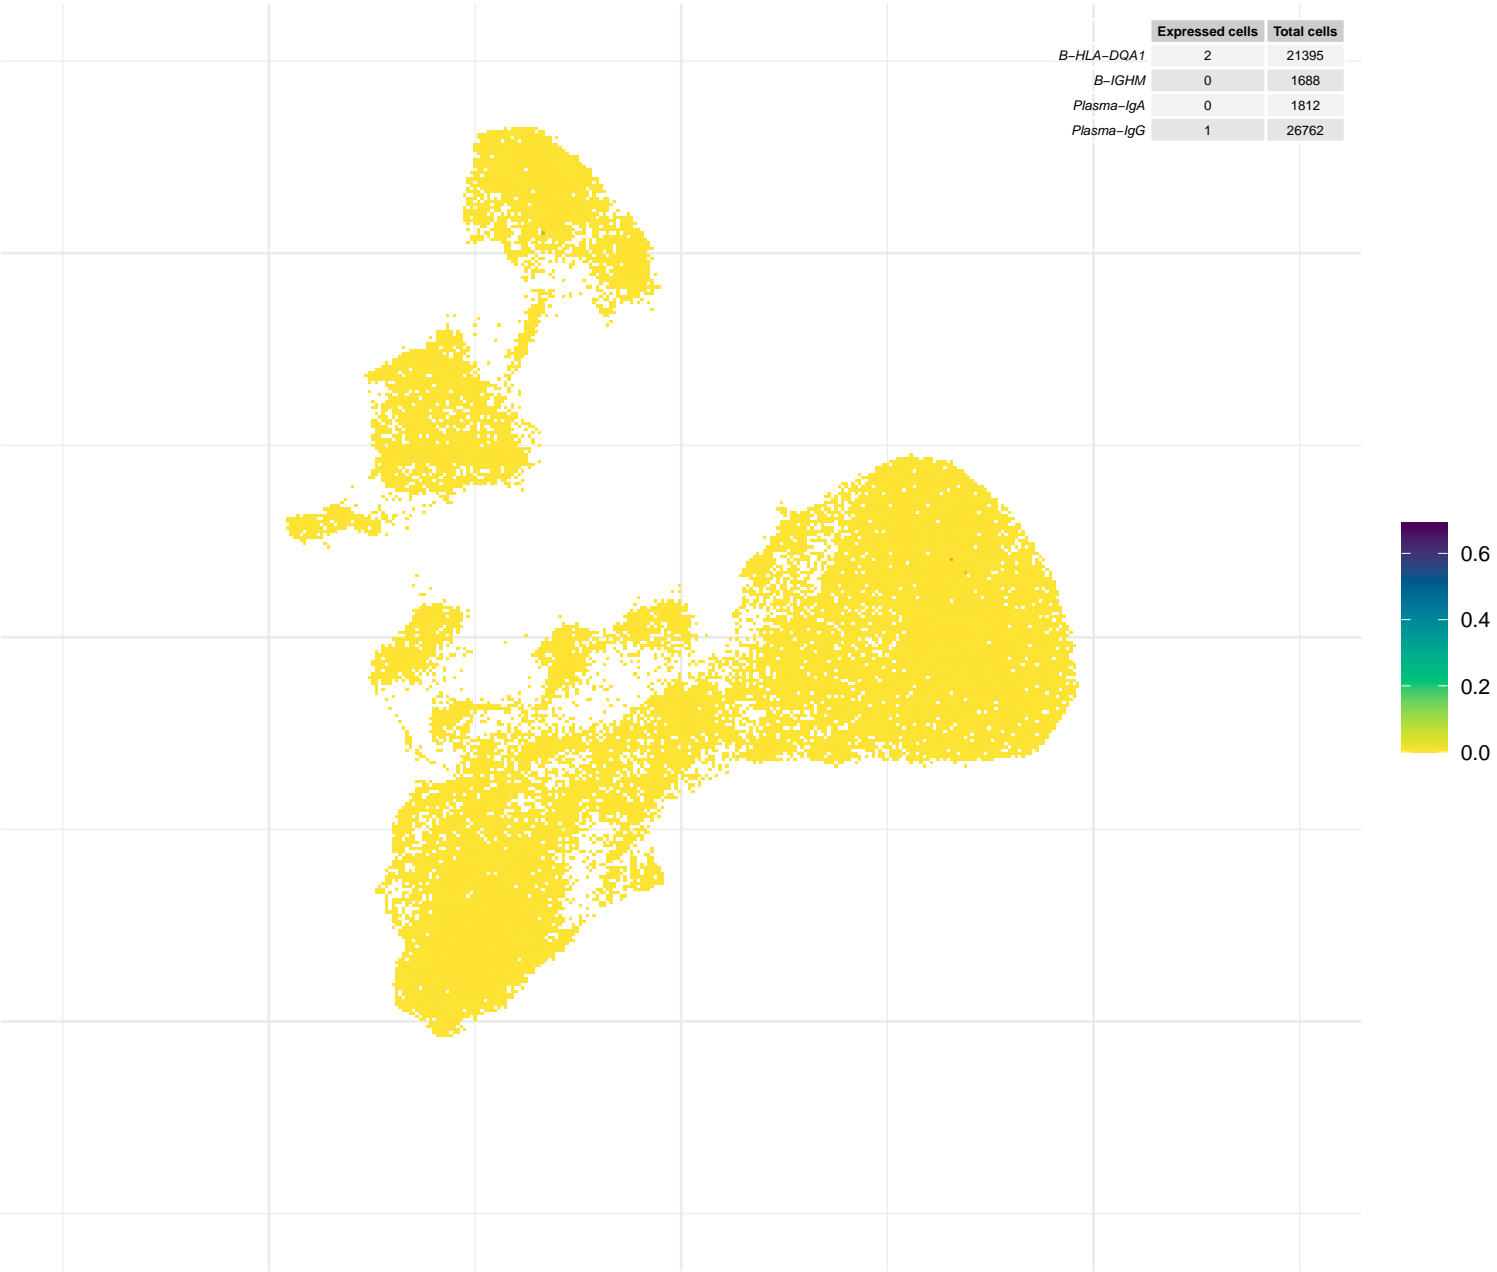 Expressed cells Total cells
B−HLA−DQA1 2 21395
B−IGHM 0 1688
Plasma−IgA 0 1812
Plasma−IgG 1 26762
0.6
0.4
0.2
0.0